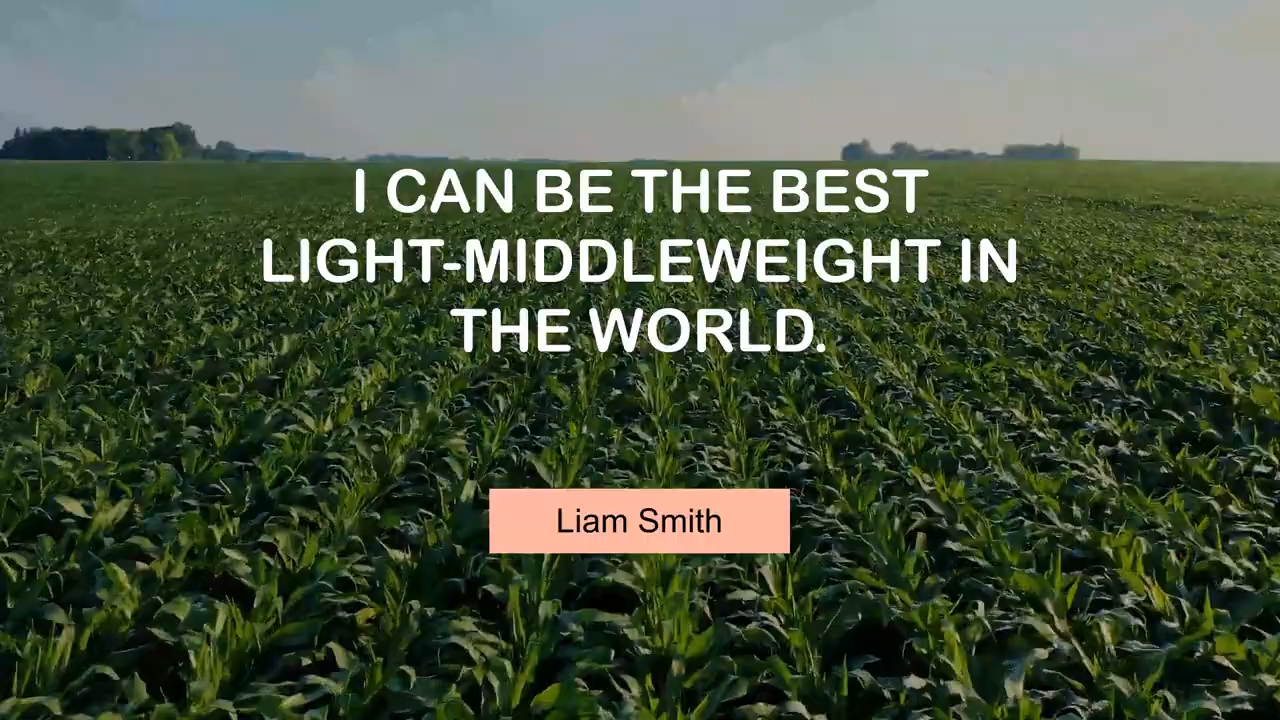 I CAN BE THE BEST
LIGHT-MIDDLEWEIGHT IN
THE WORLD.
Liam Smith